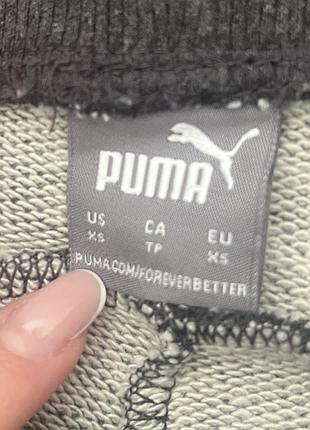 PUMA
US CA EU
XS TP XS
PUMA.COM/FOREVERBETTER